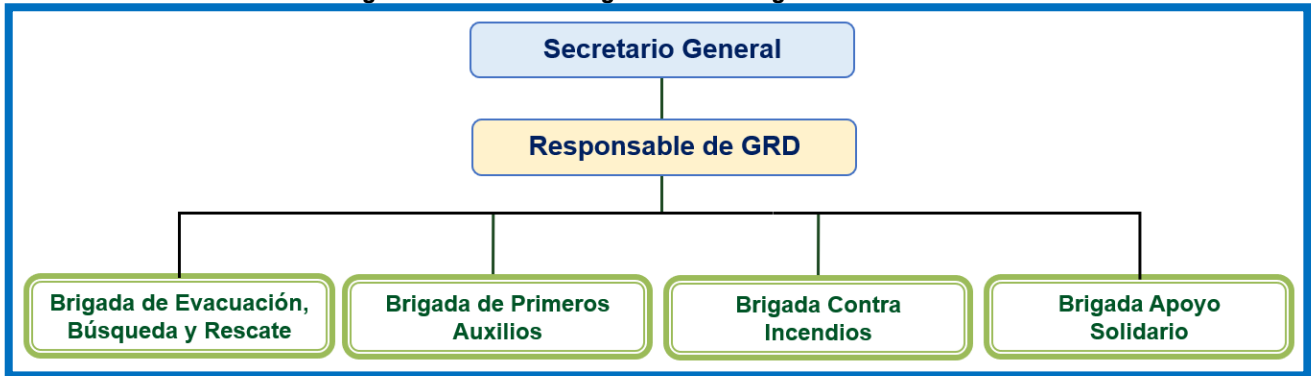 Secretario General
Responsable de GRD
Brigada de Evacuación,
Búsqueda y Rescate
Brigada de Primeros
Auxilios
Brigada Contra
Incendios
Brigada Apoyo
Solidario